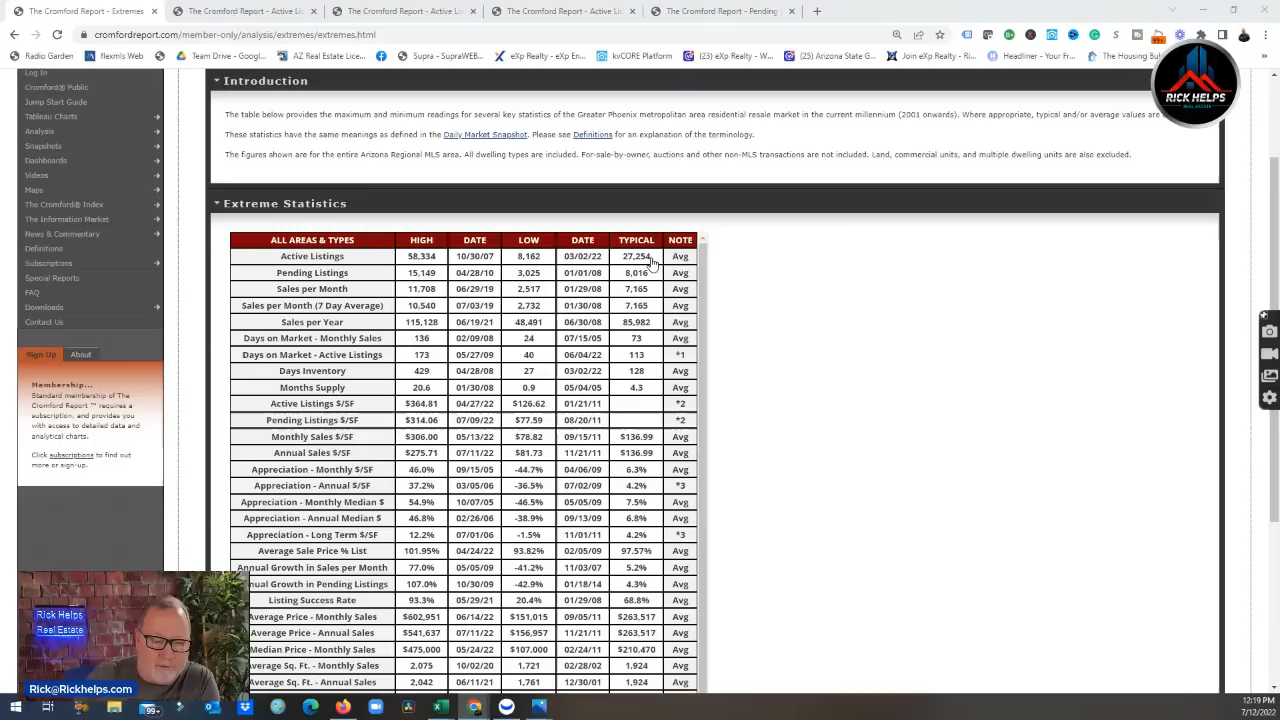 The Cromford Report - Extremes
The Cromford Report - Active Li
The Cromford Report - Active Li
The Cromford Report - Active Li
The Cromford Report - Pending
cromfordreport.com/member-only/analysis/extremes/extremes.html
99+
Radio Garden
flexmls Web
Team Drive - Googl...
AZ Real Estate Lice...
Supra - SupraWEB...
eXp Realty - eXp En...
kvCORE Platform
(23) eXp Realty - W...
(25) Arizona State G...
Join eXp Realty - Ri...
Headliner - Your Fr...
The Housing Bu
RICK HELPS
REAL ESTATE
Log In
Cromford® Public
Jump Start Guide
Tableau Charts
Analysis
Snapshots
Dashboards
Videos
Maps
The Cromford® Index
The Information Market
News & Commentary
Definitions
Subscriptions
Special Reports
FAQ
Downloads
Contact Us
Sign Up About
Membership...
Standard membership of The
Cromford Report ™ requires a
subscription, and provides you
with access to detailed data and
analytical charts.
Click subscriptions to find out
more or sign-up.
Introduction
The table below provides the maximum and minimum readings for several key statistics of the Greater Phoenix metropolitan area residential resale market in the current millennium (2001 onwards). Where appropriate, typical and/or average values are
These statistics have the same meanings as defined in the Daily Market Snapshot. Please see Definitions for an explanation of the terminology.
The figures shown are for the entire Arizona Regional MLS area. All dwelling types are included. For-sale-by-owner, auctions and other non-MLS transactions are not included. Land, commercial units, and multiple dwelling units are also excluded.
Extreme Statistics
ALL AREAS & TYPES HIGH DATE LOW DATE TYPICAL NOTE
Active Listings 58,334 10/30/07 8,162 03/02/22 27,254 Avg
Pending Listings 15,149 04/28/10 3,025 01/01/08 8,016 Avg
Sales per Month 11,708 06/29/19 2,517 01/29/08 7,165 Avg
Sales per Month (7 Day Average) 10.540 07/03/19 2,732 01/30/08 7,165 Avg
Sales per Year 115,128 06/19/21 48,491 06/30/08 85,982 Avg
Days on Market - Monthly Sales 136 02/09/08 24 07/15/05 73 Avg
Days on Market - Active Listings 173 05/27/09 40 06/04/22 113 *1
Days Inventory 429 04/28/08 27 03/02/22 128 Avg
Months Supply 20.6 01/30/08 0.9 05/04/05 4.3 Avg
Active Listings $/SF $364.81 04/27/22 $126.62 01/21/11 *2
Pending Listings $/SF $314.06 07/09/22 $77.59 08/20/11 *2
Monthly Sales $/SF $306.00 05/13/22 $78.82 09/15/11 $136.99 Avg
Annual Sales $/SF $275.71 07/11/22 $81.73 11/21/11 $136.99 Avg
Appreciation - Monthly $/SF 46.0% 09/15/05 -44.7% 04/06/09 6.3% Avg
Appreciation - Annual $/SF 37.2% 03/05/06 -36.5% 07/02/09 4.2% *3
Appreciation - Monthly Median $ 54.9% 10/07/05 -46.5% 05/05/09 7.5% Avg
Appreciation - Annual Median $ 46.8% 02/26/06 -38.9% 09/13/09 6.8% Avg
Appreciation - Long Term $/SF 12.2% 07/01/06 -1.5% 11/01/11 4.2% *3
Average Sale Price % List 101.95% 04/24/22 93.82% 02/05/09 97.57% Avg
Annual Growth in Sales per Month 77.0% 05/05/09 -41.2% 11/03/07 5.2% Avg
nnual Growth in Pending Listings 107.0% 10/30/09 -42.9% 01/18/14 4.3% Avg
Listing Success Rate 93.3% 05/29/21 20.4% 01/29/08 68.8% Avg
Average Price - Monthly Sales $602,951 06/14/22 $151,015 09/05/11 $263,517 Avg
Average Price - Annual Sales $541,637 07/11/22 $156,957 11/21/11 $263,517 Avg
Median Price - Monthly Sales $475,000 05/24/22 $107,000 02/24/11 $210,470 Avg
verage Sq. Ft. - Monthly Sales 2,075 10/02/20 1,721 02/28/02 1,924 Avg
verage Sq. Ft. - Annual Sales 2,042 06/11/21 1,761 12/30/01 1,924 Avg
Rick Helps
Real Estate
Rick@Rickhelps.com
99+
12:19 PM
7/12/2022